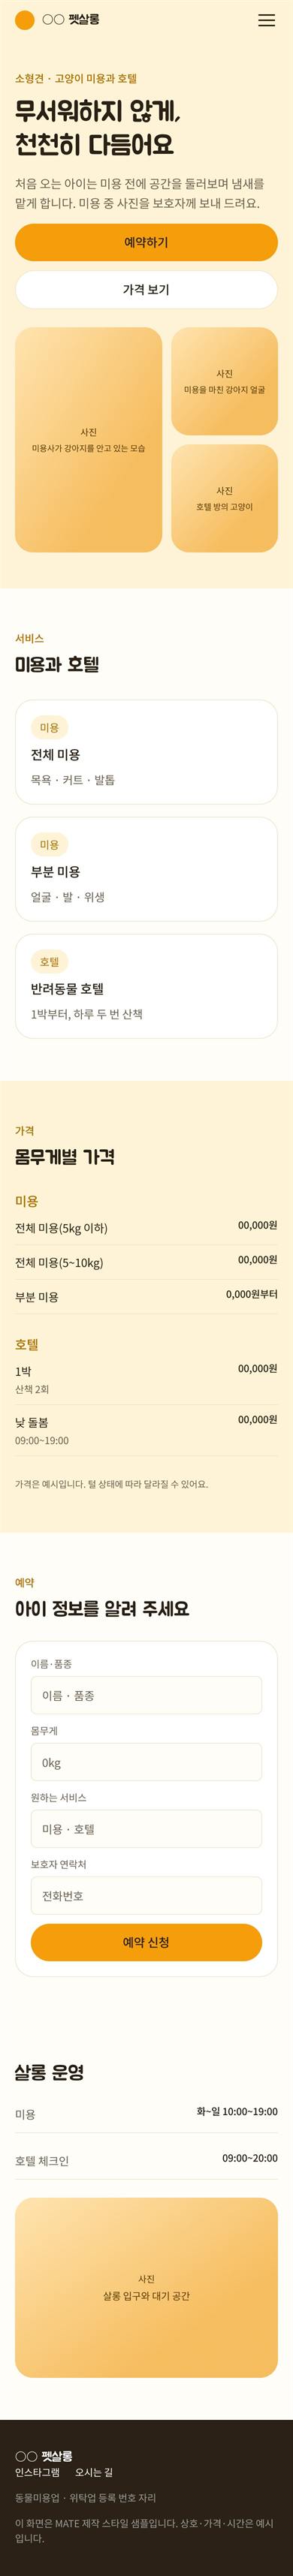 ○○ 펫살롱
소형견 · 고양이 미용과 호텔
무서워하지 않게,
천천히 다듬어요
처음 오는 아이는 미용 전에 공간을 둘러보며 냄새를
맡게 합니다. 미용 중 사진을 보호자께 보내 드려요.
예약하기
가격 보기
사진
미용사가 강아지를 안고 있는 모습
사진
미용을 마친 강아지 얼굴
사진
호텔 방의 고양이
서비스
미용과 호텔
미용
전체 미용
목욕 · 커트 · 발톱
미용
부분 미용
얼굴 · 발 · 위생
호텔
반려동물 호텔
1박부터, 하루 두 번 산책
가격
몸무게별 가격
미용
전체 미용(5kg 이하) 00,000원
전체 미용(5~10kg) 00,000원
부분 미용 0,000원부터
호텔
1박 00,000원
산책 2회
낮 돌봄 00,000원
09:00~19:00
가격은 예시입니다. 털 상태에 따라 달라질 수 있어요.
예약
아이 정보를 알려 주세요
이름·품종
이름 · 품종
몸무게
0kg
원하는 서비스
미용 · 호텔
보호자 연락처
전화번호
예약 신청
살롱 운영
미용 화~일 10:00~19:00
호텔 체크인 09:00~20:00
사진
살롱 입구와 대기 공간
○○ 펫살롱
인스타그램 오시는 길
동물미용업 · 위탁업 등록 번호 자리
이 화면은 MATE 제작 스타일 샘플입니다. 상호·가격·시간은 예시
입니다.